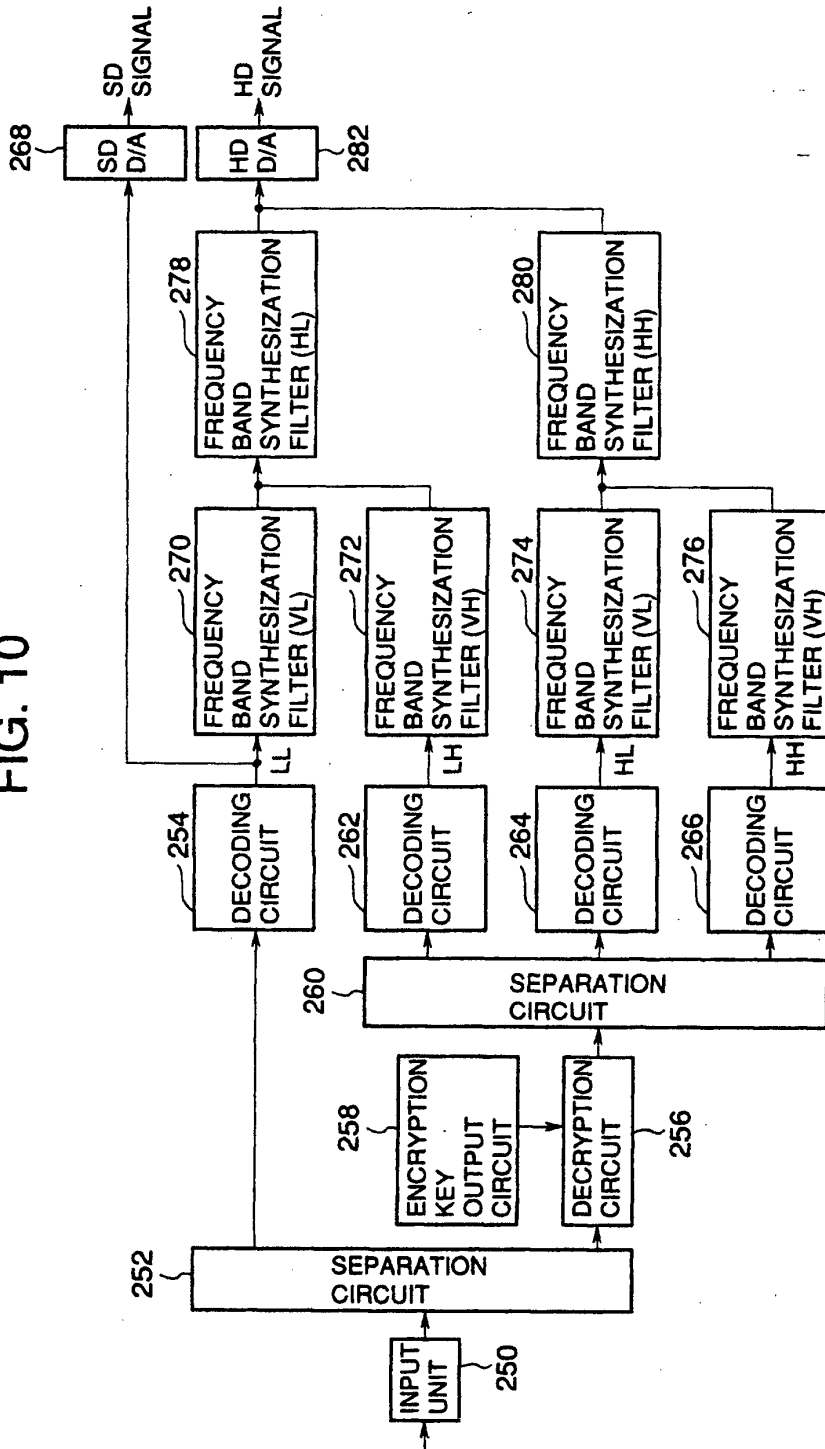 FIG. 10
INPUT
UNIT
250
252
SEPARATION
CIRCUIT
254
DECODING
CIRCUIT
LL
258
ENCRYPTION
KEY
OUTPUT
CIRCUIT
DECRYPTION
CIRCUIT
256
260
SEPARATION
CIRCUIT
262
DECODING
CIRCUIT
LH
264
DECODING
CIRCUIT
HL
266
DECODING
CIRCUIT
HH
270
FREQUENCY
BAND
SYNTHESIZATION
FILTER (VL)
272
FREQUENCY
BAND
SYNTHESIZATION
FILTER (VH)
274
FREQUENCY
BAND
SYNTHESIZATION
FILTER (VL)
276
FREQUENCY
BAND
SYNTHESIZATION
FILTER (VH)
278
FREQUENCY
BAND
SYNTHESIZATION
FILTER (HL)
280
FREQUENCY
BAND
SYNTHESIZATION
FILTER (HH)
268
SD
D/A
SD
SIGNAL
HD
D/A
282
HD
SIGNAL